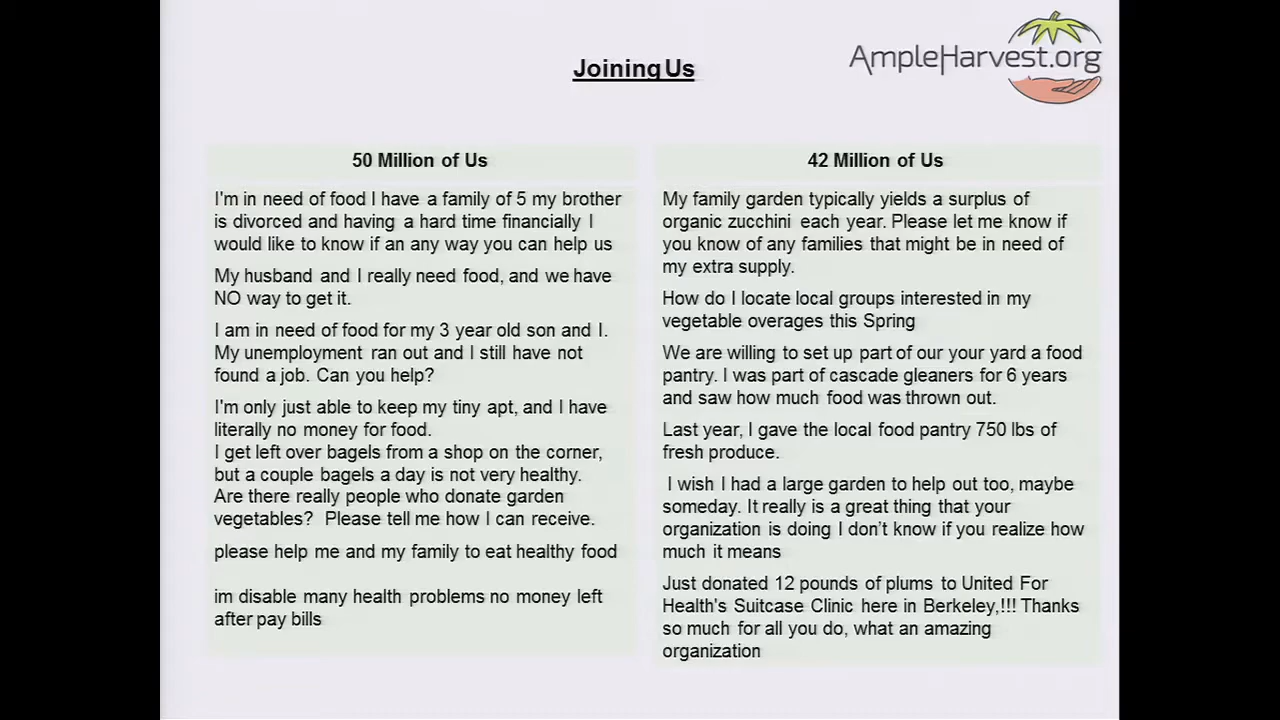 Joining Us
AmpleHarvest.org
50 Million of Us
I'm in need of food I have a family of 5 my brother
is divorced and having a hard time financially I
would like to know if an any way you can help us
My husband and I really need food, and we have
NO way to get it.
I am in need of food for my 3 year old son and I.
My unemployment ran out and I still have not
found a job. Can you help?
I'm only just able to keep my tiny apt, and I have
literally no money for food.
I get left over bagels from a shop on the corner,
but a couple bagels a day is not very healthy.
Are there really people who donate garden
vegetables? Please tell me how I can receive.
please help me and my family to eat healthy food
im disable many health problems no money left
after pay bills
42 Million of Us
My family garden typically yields a surplus of
organic zucchini each year. Please let me know if
you know of any families that might be in need of
my extra supply.
How do I locate local groups interested in my
vegetable overages this Spring
We are willing to set up part of our your yard a food
pantry. I was part of cascade gleaners for 6 years
and saw how much food was thrown out.
Last year, I gave the local food pantry 750 lbs of
fresh produce.
I wish I had a large garden to help out too, maybe
someday. It really is a great thing that your
organization is doing I don't know if you realize how
much it means
Just donated 12 pounds of plums to United For
Health's Suitcase Clinic here in Berkeley,!!! Thanks
so much for all you do, what an amazing
organization